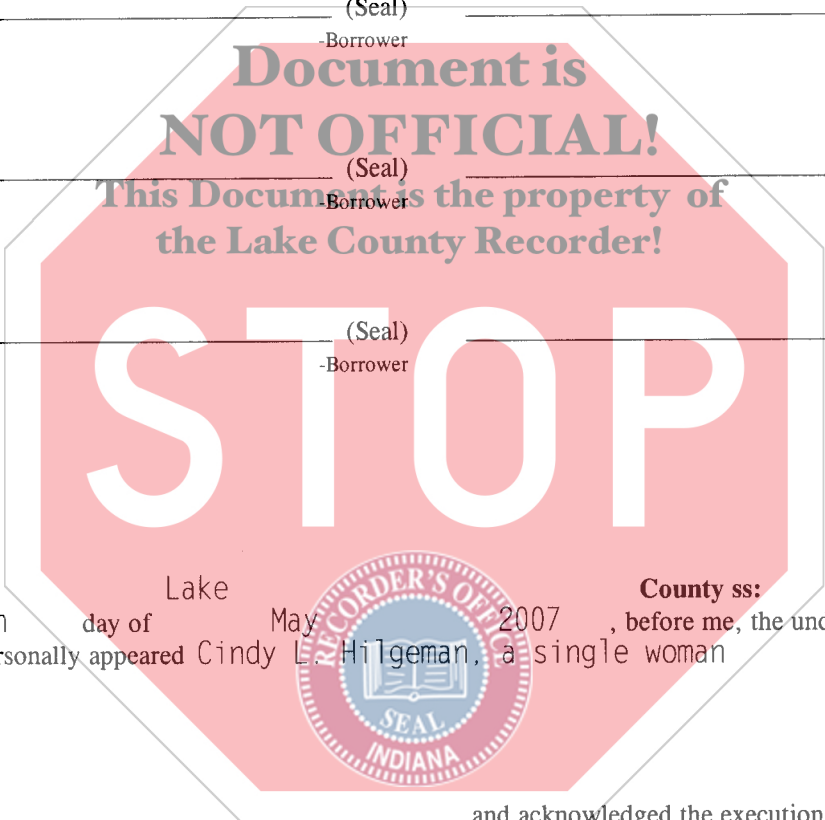 (Seal)
-Borrower
Document is
NOT OFFICIAL!
(Seal)
This Document is the property of
-Borrower
the Lake County Recorder!
(Seal)
-Borrower
STOP
Lake County ss:
day of May 2007 , before me, the
rsonally appeared Cindy L. Hilgeman, a single woman
RECORDER'S OFFICE
SEAL
INDIANA
and acknowledged the execution